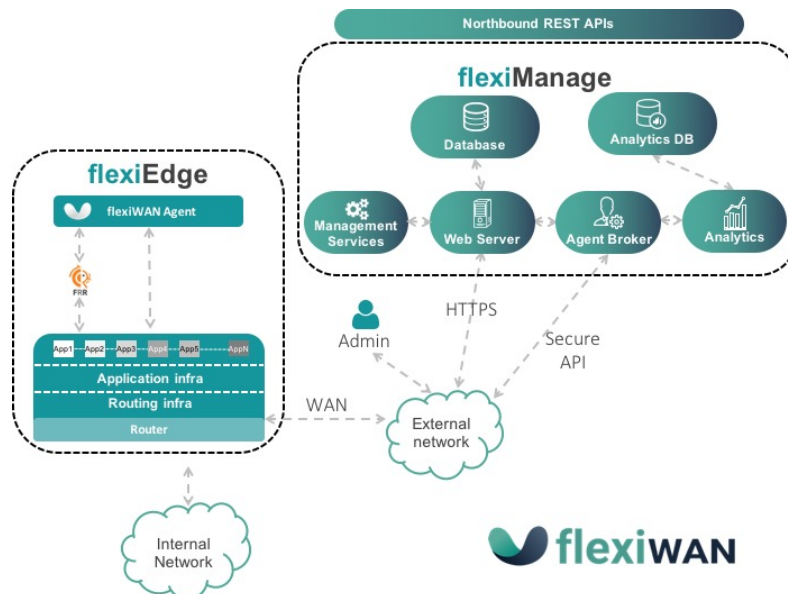 Northbound REST APIs
flexiManage
Database
Analytics DB
Management
Services
Web Server
Agent Broker
Analytics
flexiEdge
flexiWAN Agent
FRR
App1
App2
App3
App4
App5
AppN
Application infra
Routing infra
Router
Admin
HTTPS
Secure
API
WAN
External
network
Internal
Network
flexiWAN